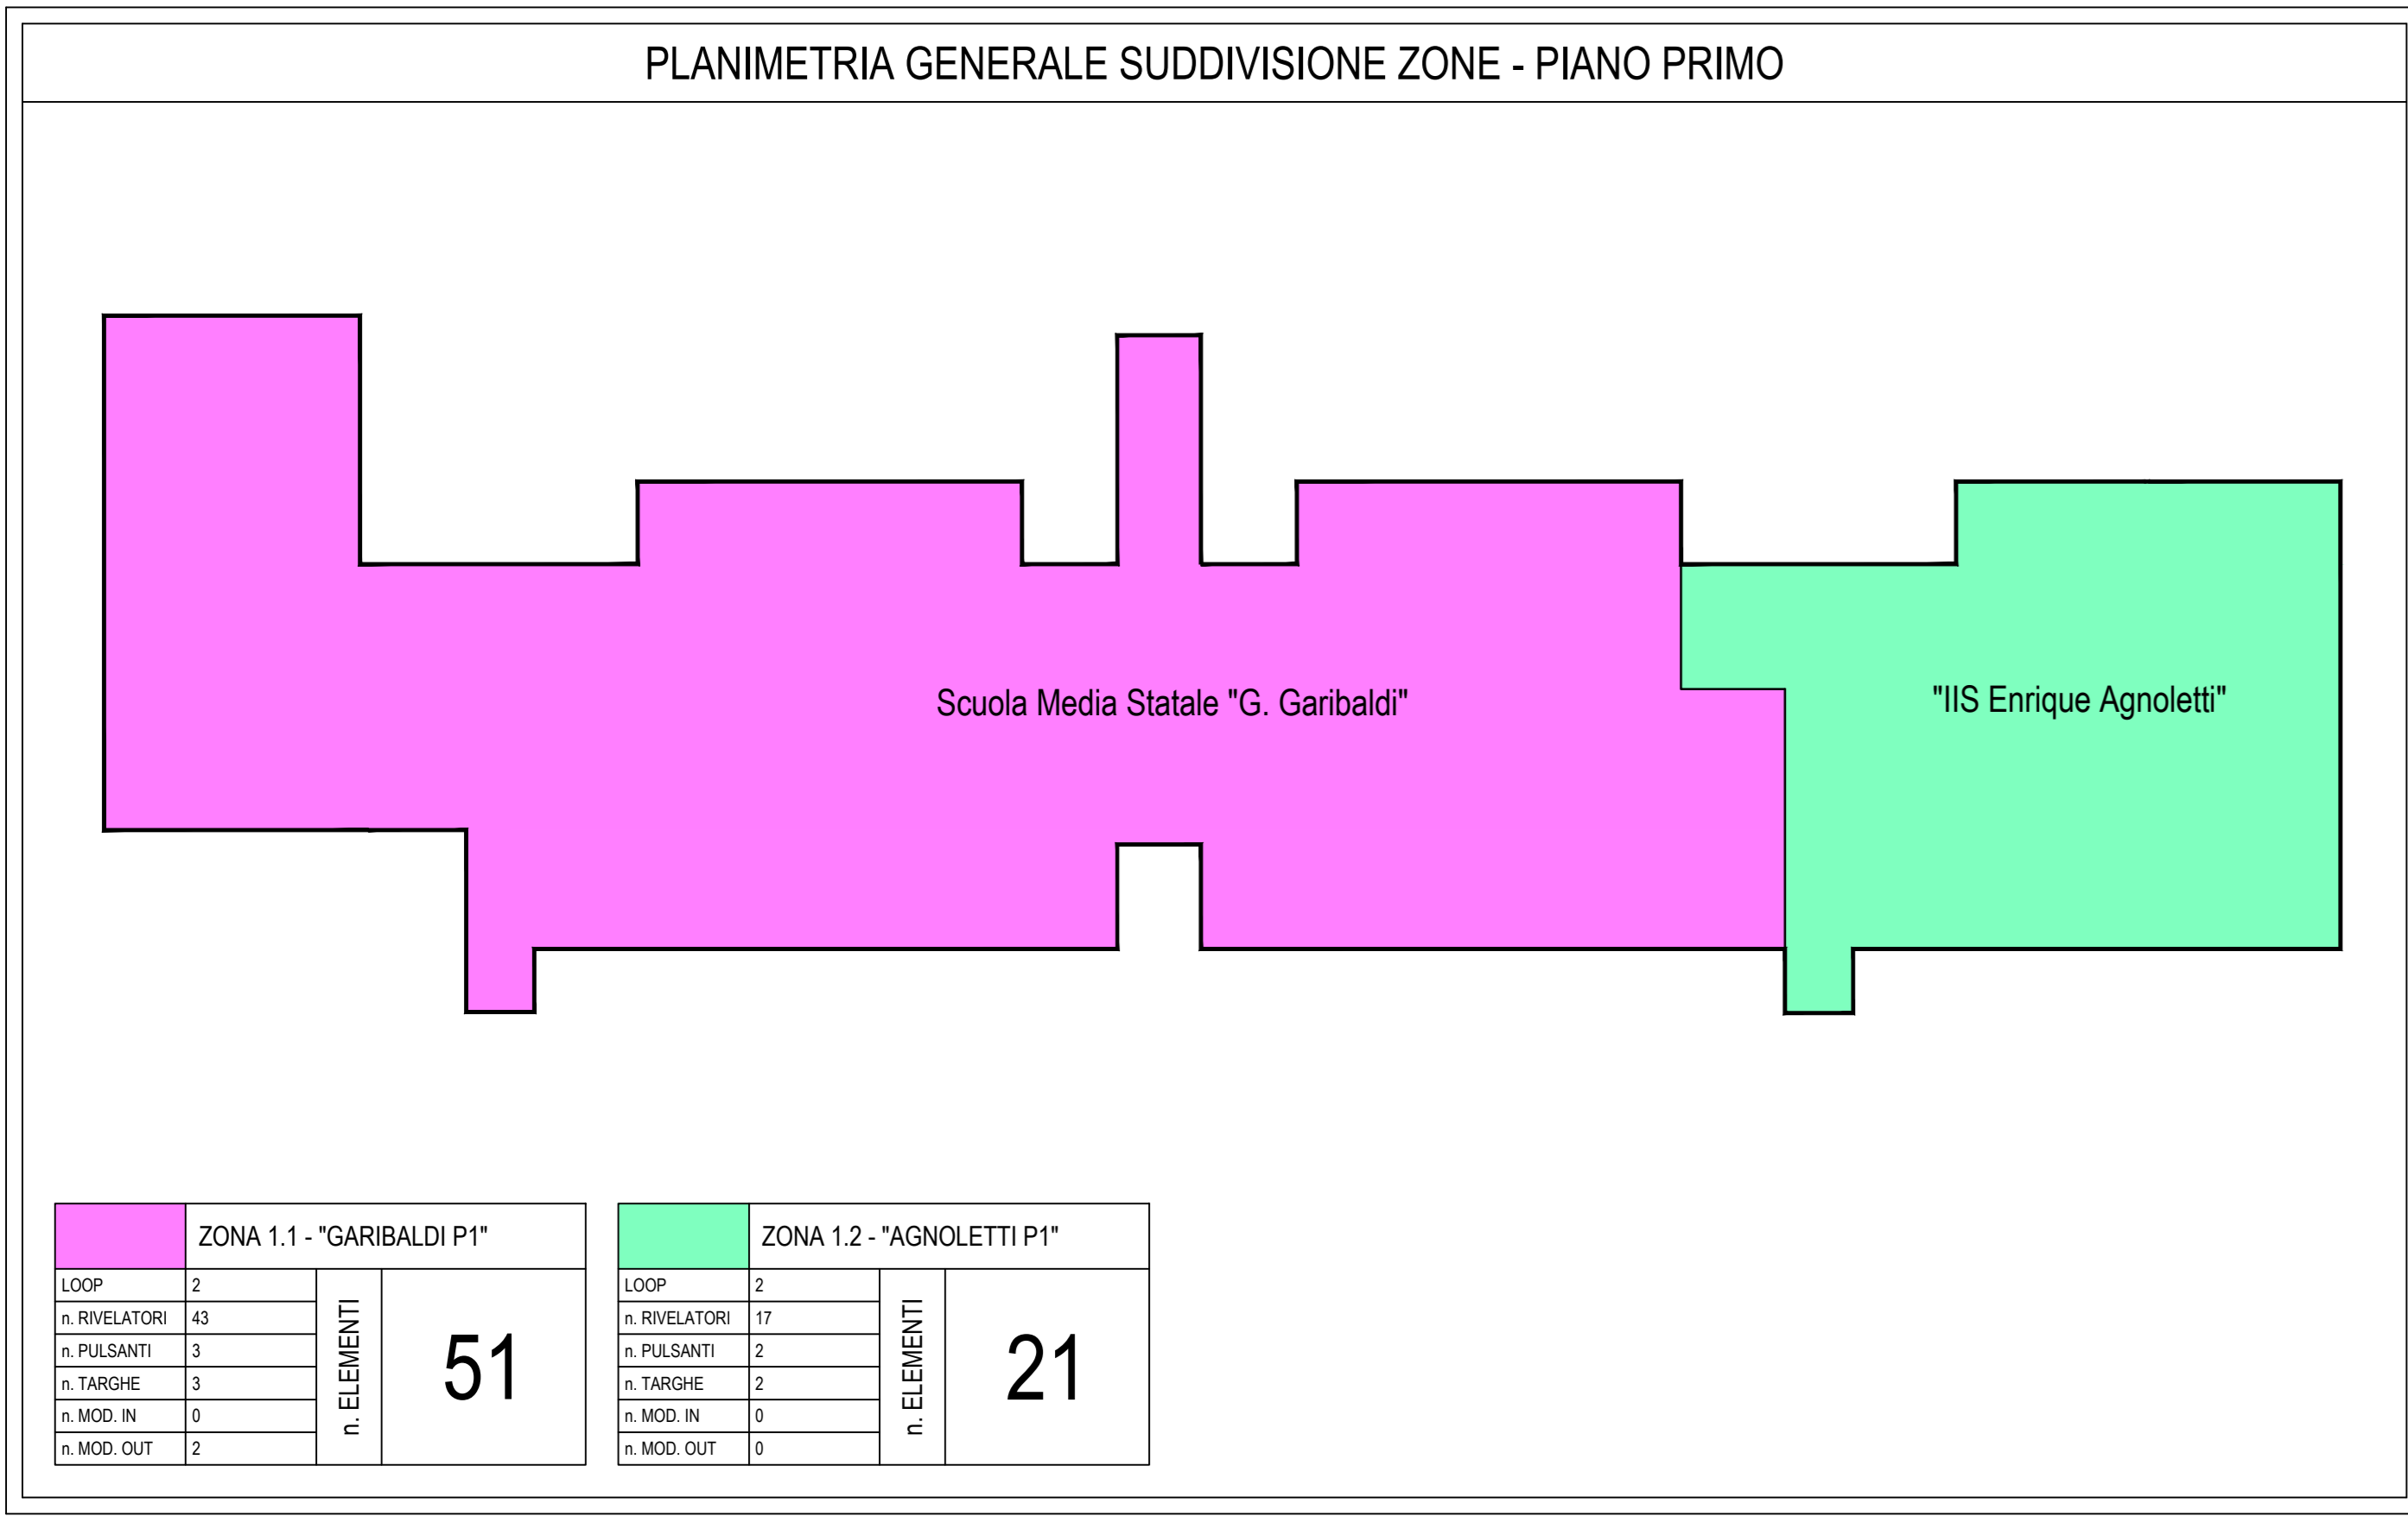 PLANIMETRIA GENERALE SUDDIVISIONE ZONE - PIANO PRIMO
Scuola Media Statale "G. Garibaldi"
"IIS Enrique Agnoletti"
ZONA 1.1 - "GARIBALDI P1"
LOOP 2
n. RIVELATORI 43
n. PULSANTI 3
n. TARGHE 3
n. MOD. IN 0
n. MOD. OUT 2
n. ELEMENTI
51
ZONA 1.2 - "AGNOLETTI P1"
LOOP 2
n. RIVELATORI 17
n. PULSANTI 2
n. TARGHE 2
n. MOD. IN 0
n. MOD. OUT 0
n. ELEMENTI
21